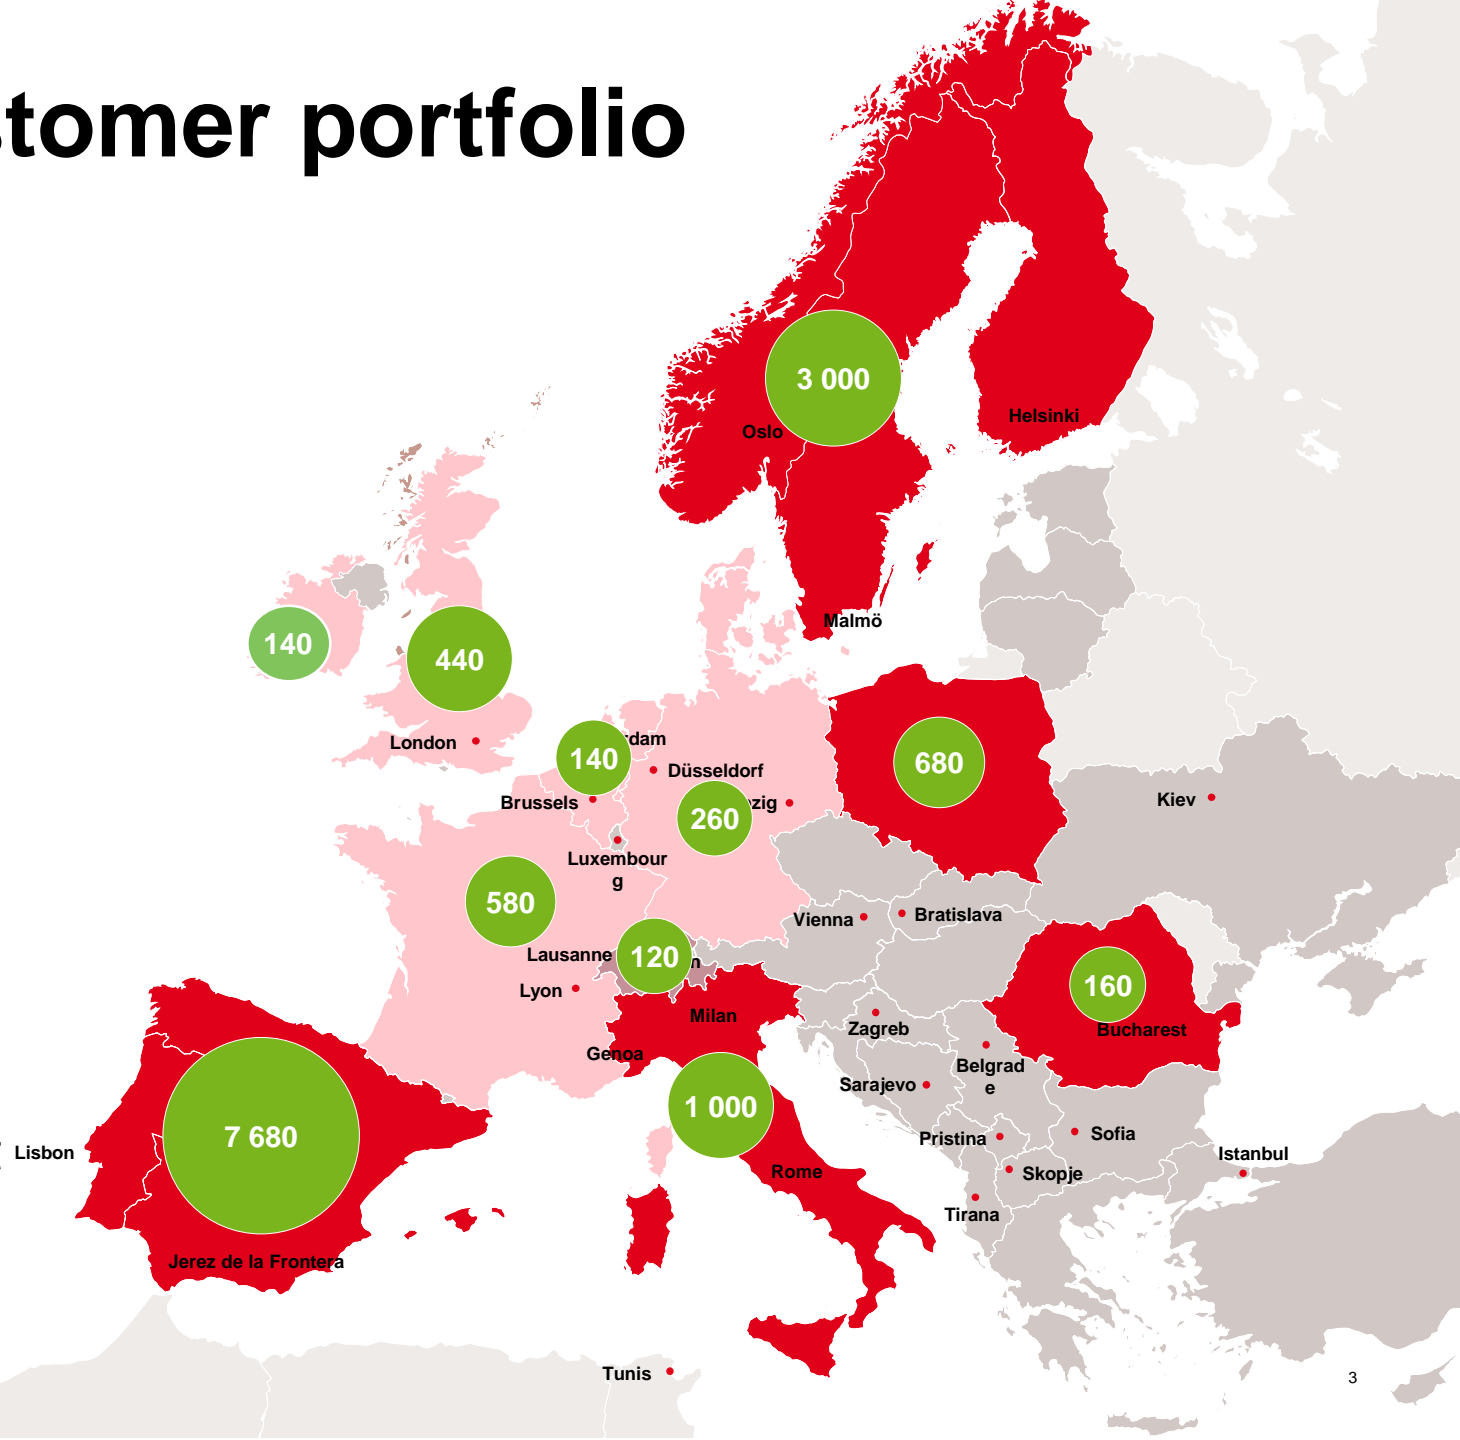 stomer portfolio
3 000
Oslo
Helsinki
Malmö
140
440
London
140
rdam
Düsseldorf
680
Brussels
260
zig
Kiev
Luxembour
g
580
Vienna
Bratislava
Lausanne
120
n
Lyon
160
Milan
Bucharest
Zagreb
Genoa
Belgrad
e
Sarajevo
1 000
7 680
Lisbon
Pristina
Sofia
Istanbul
Rome
Skopje
Tirana
Jerez de la Frontera
Tunis
3